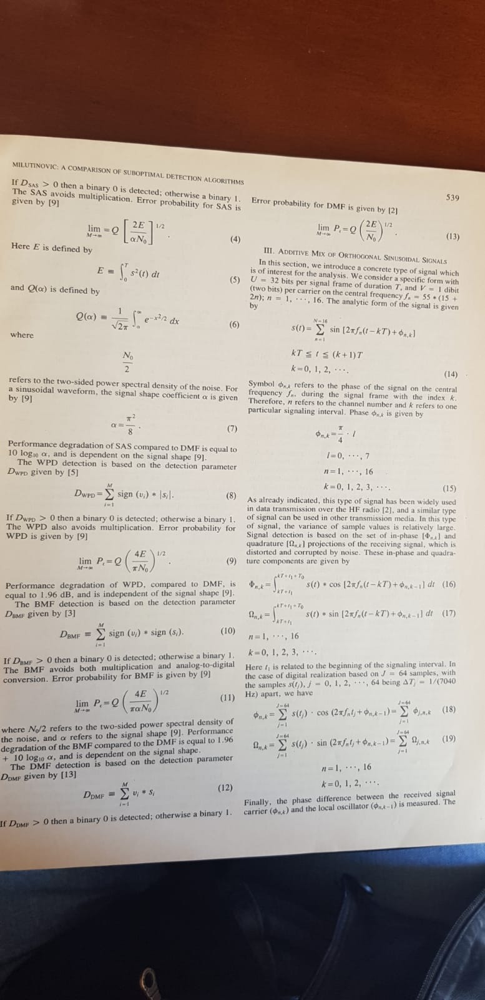 MILUTINOVIC: A COMPARISON OF SUBOPTIMAL DETECTION ALGORITHMS
539
If D_SAS > 0 then a binary 0 is detected; otherwise a binary 1.
The SAS avoids multiplication. Error probability for SAS is
given by [9]
lim_{M→∞} = Q [2E / αN₀]^{1/2} . (4)
Here E is defined by
E ≡ ∫₀^T s²(t) dt (5)
and Q(α) is defined by
Q(α) ≡ 1/√2π ∫_α^∞ e^{−x²/2} dx (6)
where
N₀
2
refers to the two-sided power spectral density of the noise. For
a sinusoidal waveform, the signal shape coefficient α is given
by [9]
α = π²/8 . (7)
Performance degradation of SAS compared to DMF is equal to
10 log₁₀ α, and is dependent on the signal shape [9].
The WPD detection is based on the detection parameter
D_WPD given by [5]
D_WPD = Σ_{i=1}^{M} sign (v_i) * |s_i|. (8)
If D_WPD > 0 then a binary 0 is detected; otherwise a binary 1.
The WPD also avoids multiplication. Error probability for
WPD is given by [9]
lim_{M→∞} P_ε = Q (4E / πN₀)^{1/2} . (9)
Performance degradation of WPD, compared to DMF, is
equal to 1.96 dB, and is independent of the signal shape [9].
The BMF detection is based on the detection parameter
D_BMF given by [3]
D_BMF ≡ Σ_{i=1}^{M} sign (v_i) * sign (s_i). (10)
If D_BMF > 0 then a binary 0 is detected; otherwise a binary 1.
The BMF avoids both multiplication and analog-to-digital
conversion. Error probability for BMF is given by [9]
lim_{M→∞} P_ε = Q (4E / παN₀)^{1/2} (11)
where N₀/2 refers to the two-sided power spectral density of
the noise, and α refers to the signal shape [9]. Performance
degradation of the BMF compared to the DMF is equal to 1.96
+ 10 log₁₀ α, and is dependent on the signal shape.
The DMF detection is based on the detection parameter
D_DMF given by [13]
D_DMF ≡ Σ_{i=1}^{M} v_i * s_i (12)
If D_DMF > 0 then a binary 0 is detected; otherwise a binary 1.
Error probability for DMF is given by [2]
lim_{M→∞} P_ε = Q (2E / N₀)^{1/2} . (13)
III. ADDITIVE MIX OF ORTHOGONAL SINUSOIDAL SIGNALS
In this section, we introduce a concrete type of signal which
is of interest for the analysis. We consider a specific form with
U = 32 bits per signal frame of duration T, and V = 1 dibit
(two bits) per carrier on the central frequency f_n = 55 * (15 +
2n); n = 1, ···, 16. The analytic form of the signal is given
by
s(t) = Σ_{n=1}^{N=16} sin [2πf_n(t−kT)+φ_{n,k}]
kT ≦ t ≦ (k+1)T
k=0, 1, 2, ···. (14)
Symbol φ_{n,k} refers to the phase of the signal on the central
frequency f_n, during the signal frame with the index k.
Therefore, n refers to the channel number and k refers to one
particular signaling interval. Phase φ_{n,k} is given by
φ_{n,k} = π/4 · l
l=0, ···, 7
n=1, ···, 16
k=0, 1, 2, 3, ···. (15)
As already indicated, this type of signal has been widely used
in data transmission over the HF radio [2], and a similar type
of signal can be used in other transmission media. In this type
of signal, the variance of sample values is relatively large.
Signal detection is based on the set of in-phase [Φ_{n,k}] and
quadrature [Ω_{n,k}] projections of the receiving signal, which is
distorted and corrupted by noise. These in-phase and quadra-
ture components are given by
Φ_{n,k} = ∫_{kT+t₁}^{kT+t₁+T₀} s(t) * cos [2πf_n(t−kT)+φ_{n,k−1}] dt (16)
Ω_{n,k} = ∫_{kT+t₁}^{kT+t₁+T₀} s(t) * sin [2πf_n(t−kT)+φ_{n,k−1}] dt (17)
n=1, ···, 16
k=0, 1, 2, 3, ···.
Here t₁ is related to the beginning of the signaling interval. In
the case of digital realization based on J = 64 samples, with
the samples s(t_j), j = 0, 1, 2, ···, 64 being ΔT_j = 1/(7040
Hz) apart, we have
φ_{n,k} = Σ_{j=1}^{J=64} s(t_j) · cos (2πf_n t_j+φ_{n,k−1}) = Σ_{j=1}^{J=64} φ_{j,n,k} (18)
Ω_{n,k} = Σ_{j=1}^{J=64} s(t_j) · sin (2πf_n t_j+φ_{n,k−1}) = Σ_{j=1}^{J=64} Ω_{j,n,k} (19)
n=1, ···, 16
k=0, 1, 2, ···.
Finally, the phase difference between the received signal
carrier (φ_{n,k}) and the local oscillator (φ_{n,k−1}) is measured. The